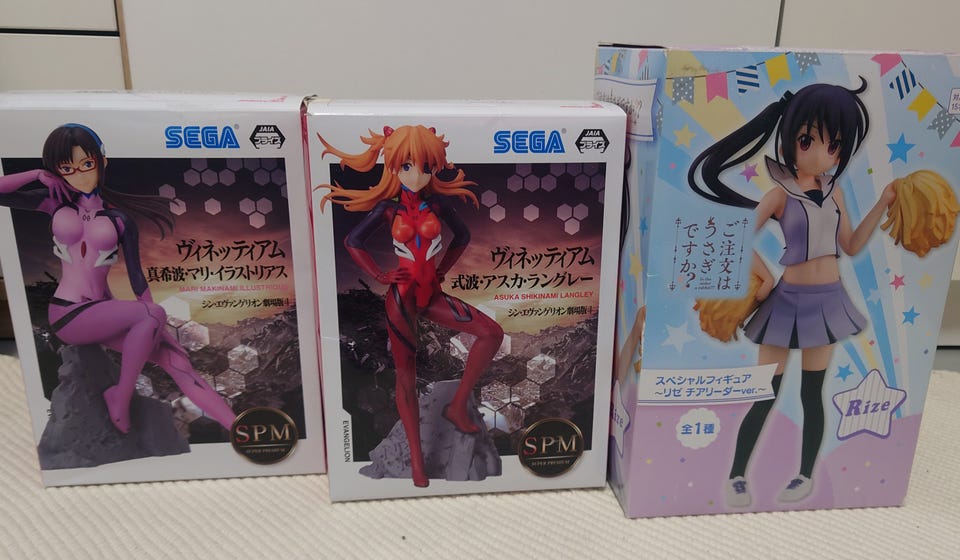 SEGA
JAIA
プライズ
ヴィネッティアム
真希波・マリ・イラストリアス
MARI MAKINAMI ILLUSTRIOUS
シン・エヴァンゲリオン劇場版
06
SPM
SUPER PREMIUM
SEGA
JAIA
プライズ
ヴィネッティアム
式波・アスカ・ラングレー
ASUKA SHIKINAMI LANGLEY
シン・エヴァンゲリオン劇場版
EVANGELION
SPM
SUPER PREMIUM
ご注文は
うさぎ
ですか?
スペシャルフィギュア
~リゼ チアリーダーver.~
全1種
Rize